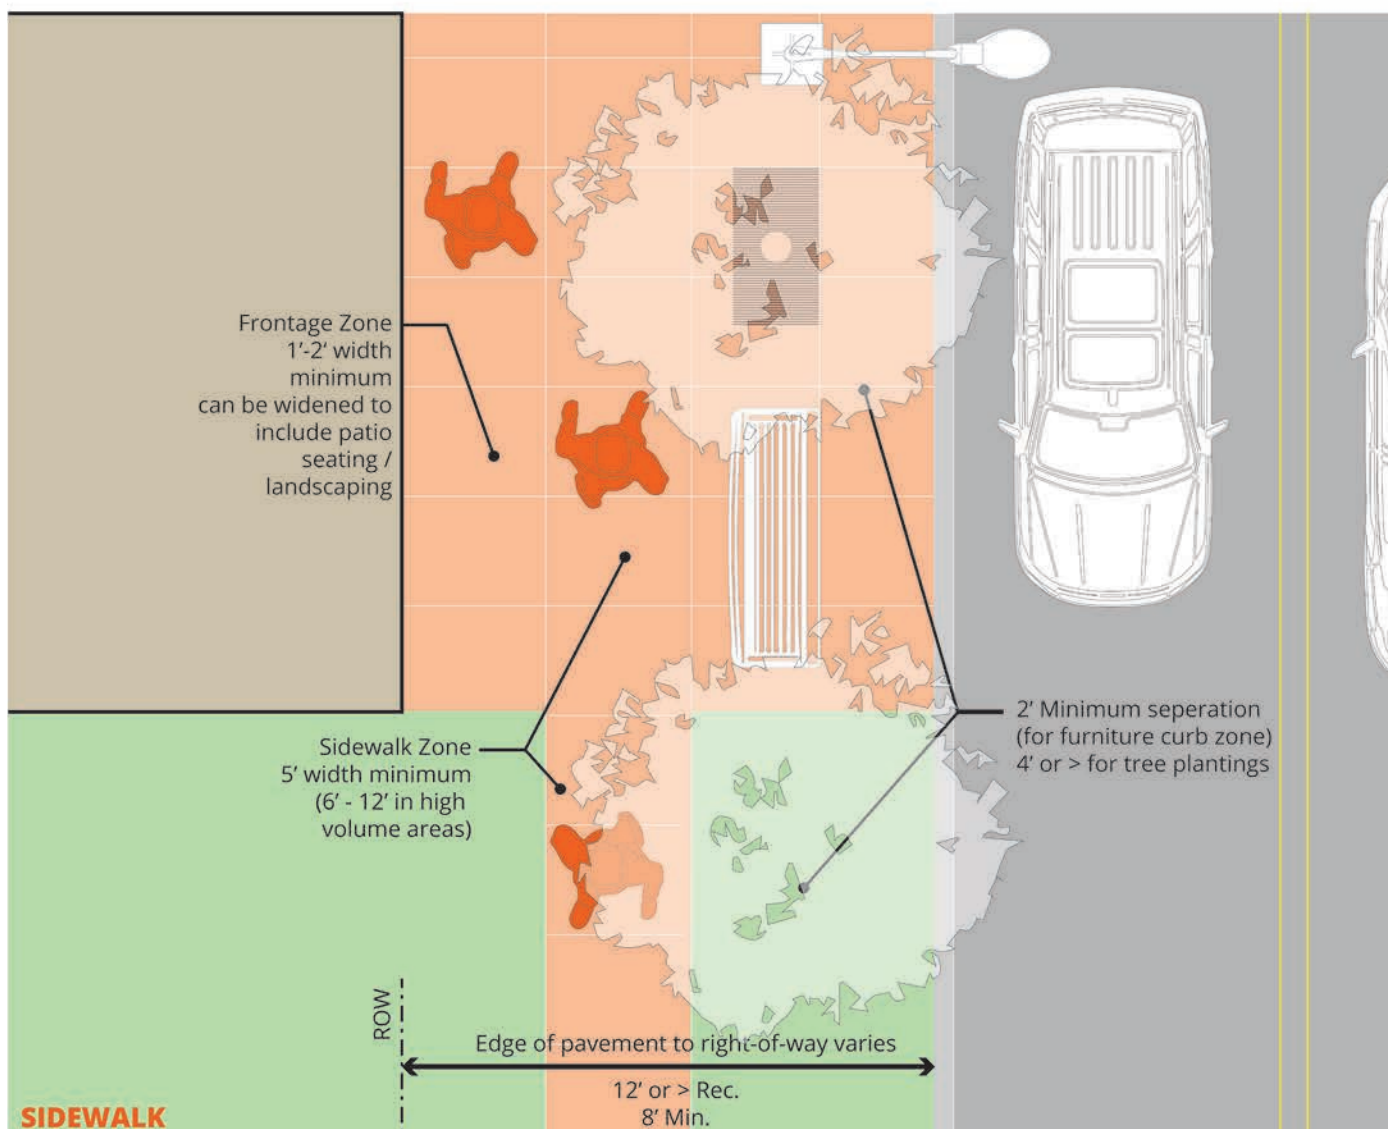 Frontage Zone
1'-2' width
minimum
can be widened to
include patio
seating /
landscaping
Sidewalk Zone
5' width minimum
(6' - 12' in high
volume areas)
2' Minimum seperation
(for furniture curb zone)
4' or > for tree plantings
ROW
Edge of pavement to right-of-way varies
12' or > Rec.
8' Min.
SIDEWALK